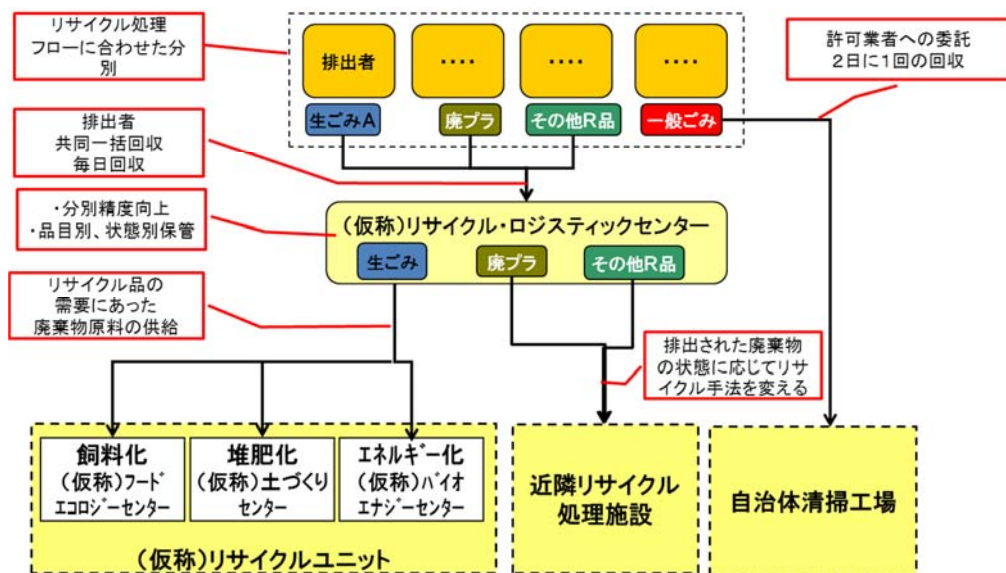 リサイクル処理
フローに合わせた分
別
排出者
‥‥
‥‥
‥‥
許可業者への委託
2日に1回の回収
生ごみA
廃プラ
その他R品
一般ごみ
排出者
共同一括回収
毎日回収
・分別精度向上
・品目別、状態別保管
(仮称)リサイクル・ロジスティックセンター
生ごみ
廃プラ
その他R品
リサイクル品の
需要にあった
廃棄物原料の供給
排出された廃棄物
の状態に応じてリサ
イクル手法を変える
飼料化
(仮称)フード
エコロジーセンター
堆肥化
(仮称)土づくり
センター
エネルギー化
(仮称)バイオ
エナジーセンター
(仮称)リサイクルユニット
近隣リサイクル
処理施設
自治体清掃工場